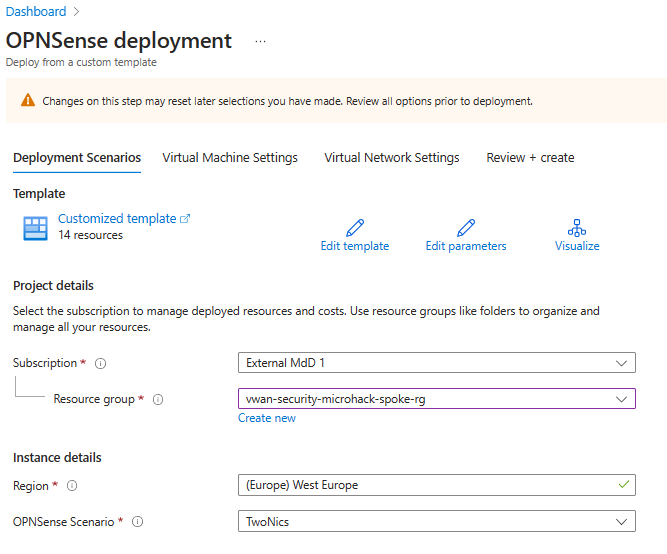 Dashboard >
OPNSense deployment ...
Deploy from a custom template
Changes on this step may reset later selections you have made. Review all options prior to deployment.
Deployment Scenarios Virtual Machine Settings Virtual Network Settings Review + create
Template
Customized template
14 resources
Edit template Edit parameters Visualize
Project details
Select the subscription to manage deployed resources and costs. Use resource groups like folders to organize and
manage all your resources.
Subscription * External MdD 1
Resource group * vwan-security-microhack-spoke-rg
Create new
Instance details
Region * (Europe) West Europe
OPNSense Scenario * TwoNics